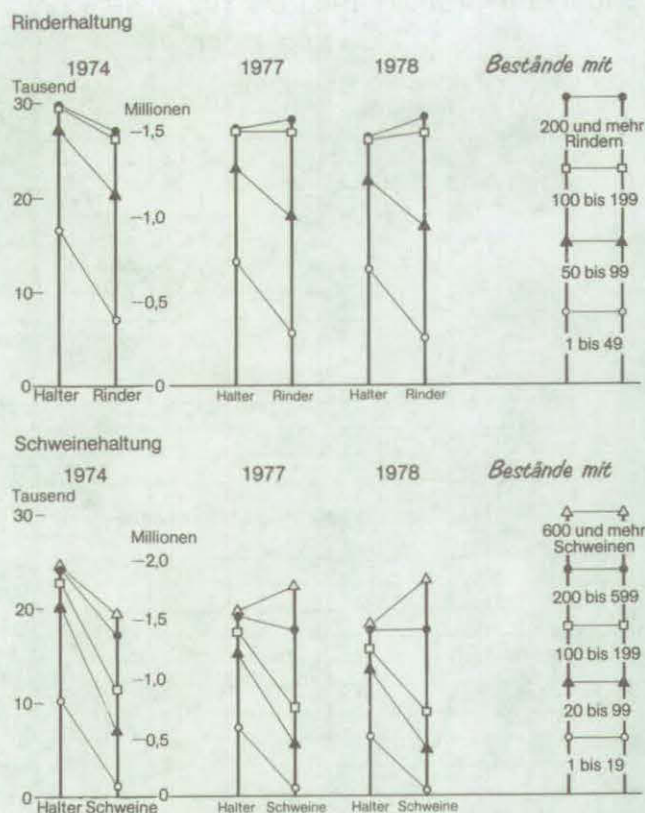 Rinderhaltung
1974 1977 1978 Bestände mit
Tausend
30–
Millionen
–1,5
200 und mehr
Rindern
20–
100 bis 199
–1,0
50 bis 99
10–
–0,5
1 bis 49
0 0
Halter Rinder Halter Rinder Halter Rinder
Schweinehaltung
1974 1977 1978 Bestände mit
Tausend
30–
Millionen
600 und mehr
Schweinen
–2,0
200 bis 599
20–
–1,5
100 bis 199
–1,0
10–
20 bis 99
–0,5
1 bis 19
0 0
Halter Schweine Halter Schweine Halter Schweine